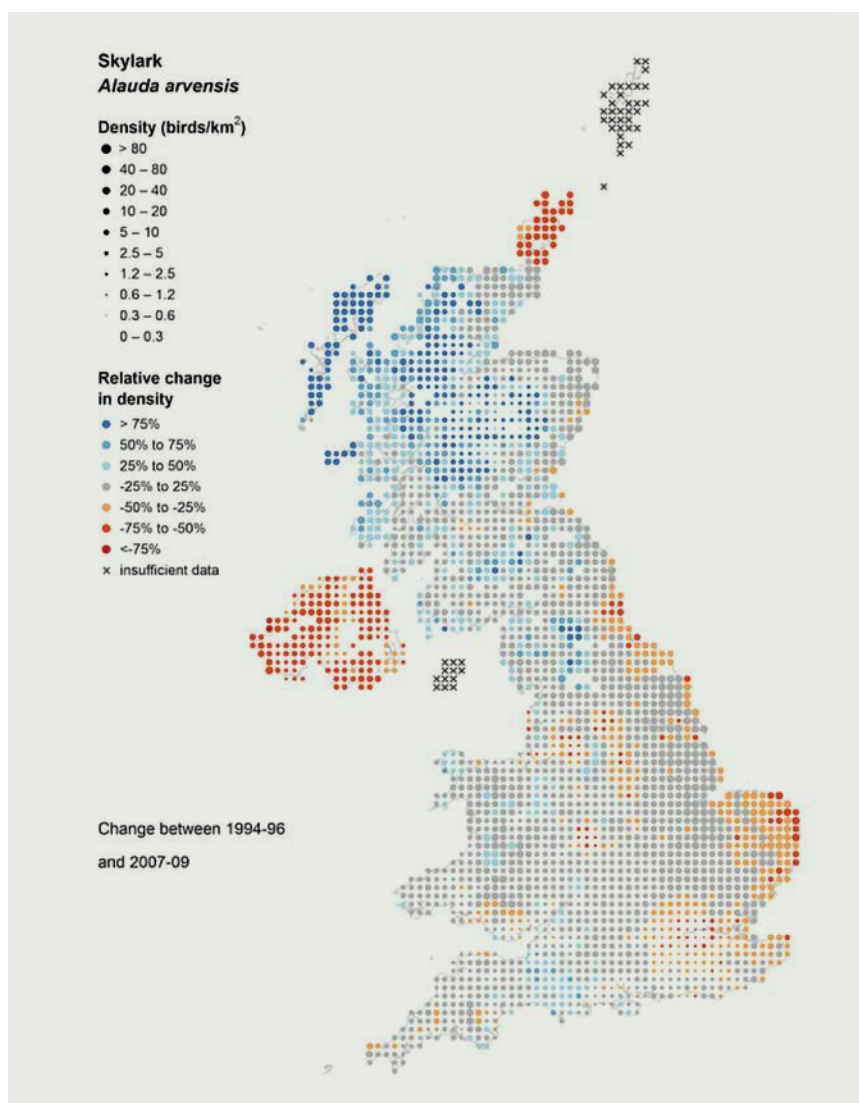 Skylark
Alauda arvensis
Density (birds/km²)
> 80
40 – 80
20 – 40
10 – 20
5 – 10
2.5 – 5
1.2 – 2.5
0.6 – 1.2
0.3 – 0.6
0 – 0.3
Relative change
in density
> 75%
50% to 75%
25% to 50%
-25% to 25%
-50% to -25%
-75% to -50%
<-75%
× insufficient data
Change between 1994-96
and 2007-09